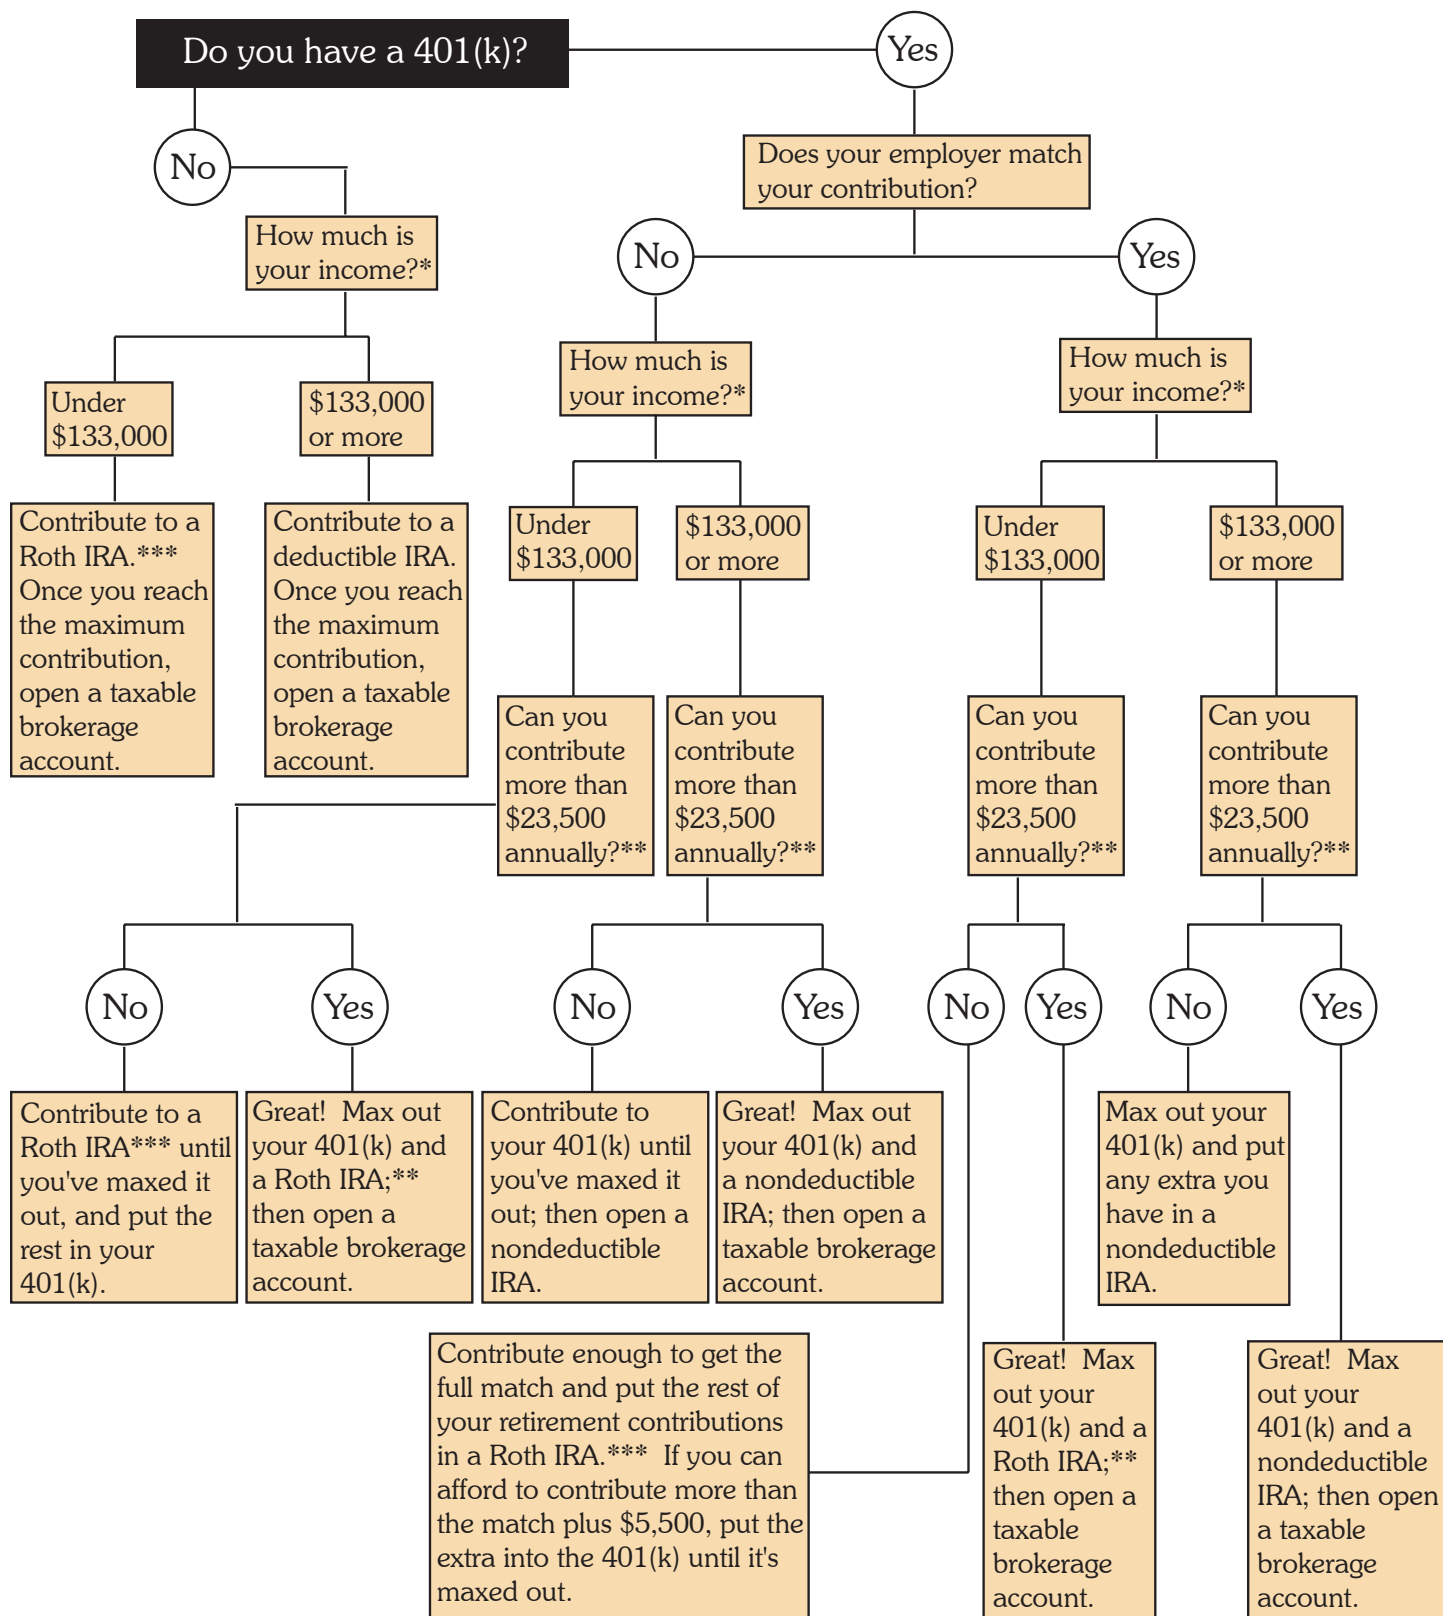 Do you have a 401(k)?
Yes
No
Does your employer match
your contribution?
How much is
your income?*
No
Yes
How much is
your income?*
How much is
your income?*
Under
$133,000
$133,000
or more
Contribute to a
Roth IRA.***
Once you reach
the maximum
contribution,
open a taxable
brokerage
account.
Contribute to a
deductible IRA.
Once you reach
the maximum
contribution,
open a taxable
brokerage
account.
Under
$133,000
$133,000
or more
Under
$133,000
$133,000
or more
Can you
contribute
more than
$23,500
annually?**
Can you
contribute
more than
$23,500
annually?**
Can you
contribute
more than
$23,500
annually?**
Can you
contribute
more than
$23,500
annually?**
No
Yes
No
Yes
No
Yes
No
Yes
Contribute to a
Roth IRA*** until
you've maxed it
out, and put the
rest in your
401(k).
Great! Max out
your 401(k) and
a Roth IRA;**
then open a
taxable brokerage
account.
Contribute to
your 401(k) until
you've maxed it
out; then open a
nondeductible
IRA.
Great! Max out
your 401(k) and
a nondeductible
IRA; then open a
taxable brokerage
account.
Max out your
401(k) and put
any extra you
have in a
nondeductible
IRA.
Contribute enough to get the
full match and put the rest of
your retirement contributions
in a Roth IRA.*** If you can
afford to contribute more than
the match plus $5,500, put the
extra into the 401(k) until it's
maxed out.
Great! Max
out your
401(k) and a
Roth IRA;**
then open a
taxable
brokerage
account.
Great! Max
out your
401(k) and a
nondeductible
IRA; then open
a taxable
brokerage
account.